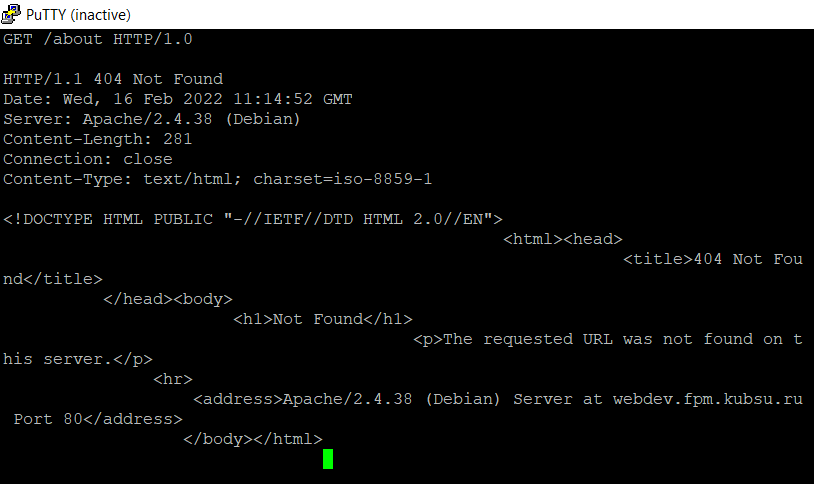 PuTTY (inactive)
GET /about HTTP/1.0
HTTP/1.1 404 Not Found
Date: Wed, 16 Feb 2022 11:14:52 GMT
Server: Apache/2.4.38 (Debian)
Content-Length: 281
Connection: close
Content-Type: text/html; charset=iso-8859-1
<!DOCTYPE HTML PUBLIC "-//IETF//DTD HTML 2.0//EN">
<html><head>
<title>404 Not Fou
nd</title>
</head><body>
<h1>Not Found</h1>
<p>The requested URL was not found on t
his server.</p>
<hr>
<address>Apache/2.4.38 (Debian) Server at webdev.fpm.kubsu.ru
Port 80</address>
</body></html>